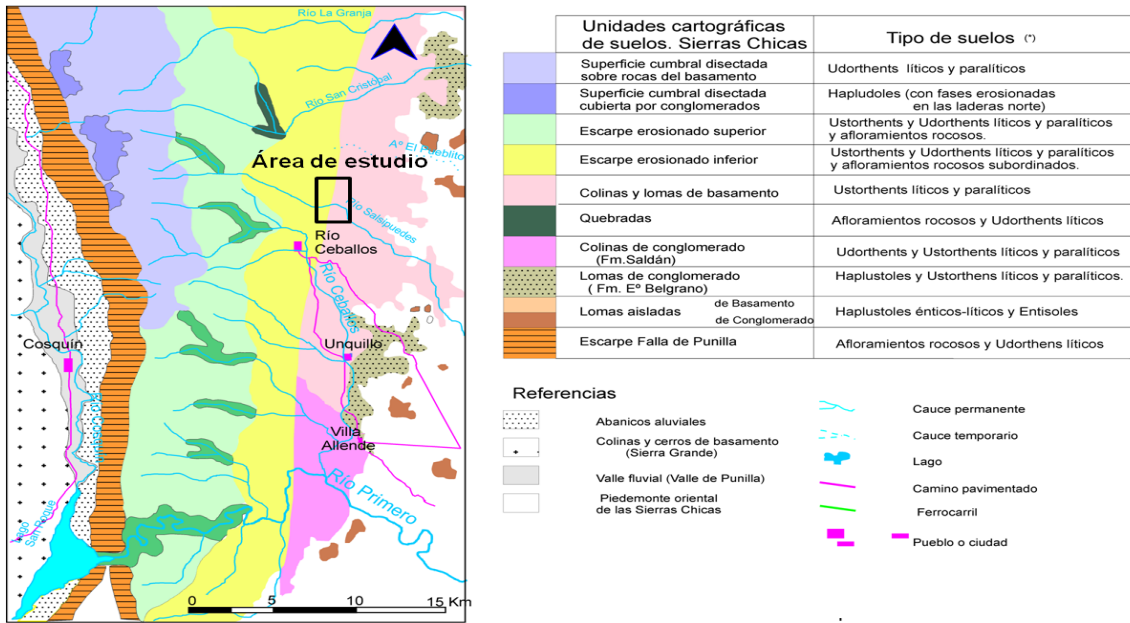 Río La Granja
Río San Cristobal
Aº El Pueblito
Área de estudio
Río Salsipuedes
Río
Ceballos
Río Ceballos
Cosquín
Unquillo
Villa
Allende
Río Primero
Lago
San Roque
0 5 10 15 Km
Unidades cartográficas
de suelos. Sierras Chicas
Tipo de suelos (*)
Superficie cumbral disectada
sobre rocas del basamento
Udorthents líticos y paralíticos
Superficie cumbral disectada
cubierta por conglomerados
Hapludoles (con fases erosionadas
en las laderas norte)
Escarpe erosionado superior
Ustorthents y Udorthents líticos y paralíticos
y afloramientos rocosos.
Escarpe erosionado inferior
Ustorthents y Udorthents líticos y paralíticos
y afloramientos rocosos subordinados.
Colinas y lomas de basamento
Ustorthents líticos y paralíticos
Quebradas
Afloramientos rocosos y Udorthents líticos
Colinas de conglomerado
(Fm.Saldán)
Udorthents y Ustorthents líticos y paralíticos
Lomas de conglomerado
( Fm. Eº Belgrano)
Haplustoles y Ustorthens líticos y paralíticos.
Lomas aisladas
de Basamento
de Conglomerado
Haplustoles énticos-líticos y Entisoles
Escarpe Falla de Punilla
Afloramientos rocosos y Udorthens líticos
Referencias
Abanicos aluviales
Colinas y cerros de basamento
(Sierra Grande)
Valle fluvial (Valle de Punilla)
Piedemonte oriental
de las Sierras Chicas
Cauce permanente
Cauce temporario
Lago
Camino pavimentado
Ferrocarril
Pueblo o ciudad